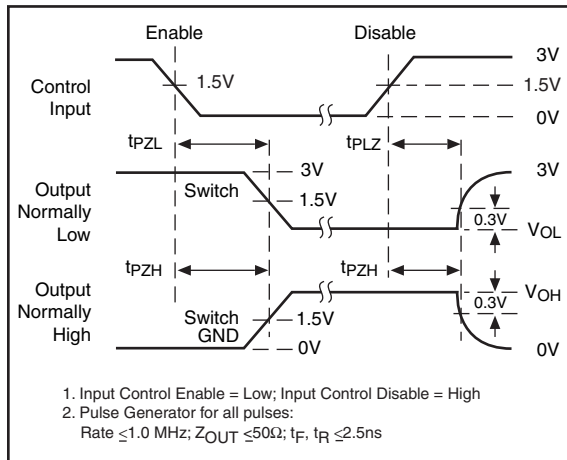 Enable
Disable
Control
Input
1.5V
3V
1.5V
0V
tPZL
tPLZ
Output
Normally
Low
Switch
3V
1.5V
3V
0.3V
VOL
tPZH
tPZH
Output
Normally
High
Switch
GND
1.5V
0V
VOH
0.3V
0V
1. Input Control Enable = Low; Input Control Disable = High
2. Pulse Generator for all pulses:
Rate ≤1.0 MHz; ZOUT ≤50Ω; tF, tR ≤2.5ns